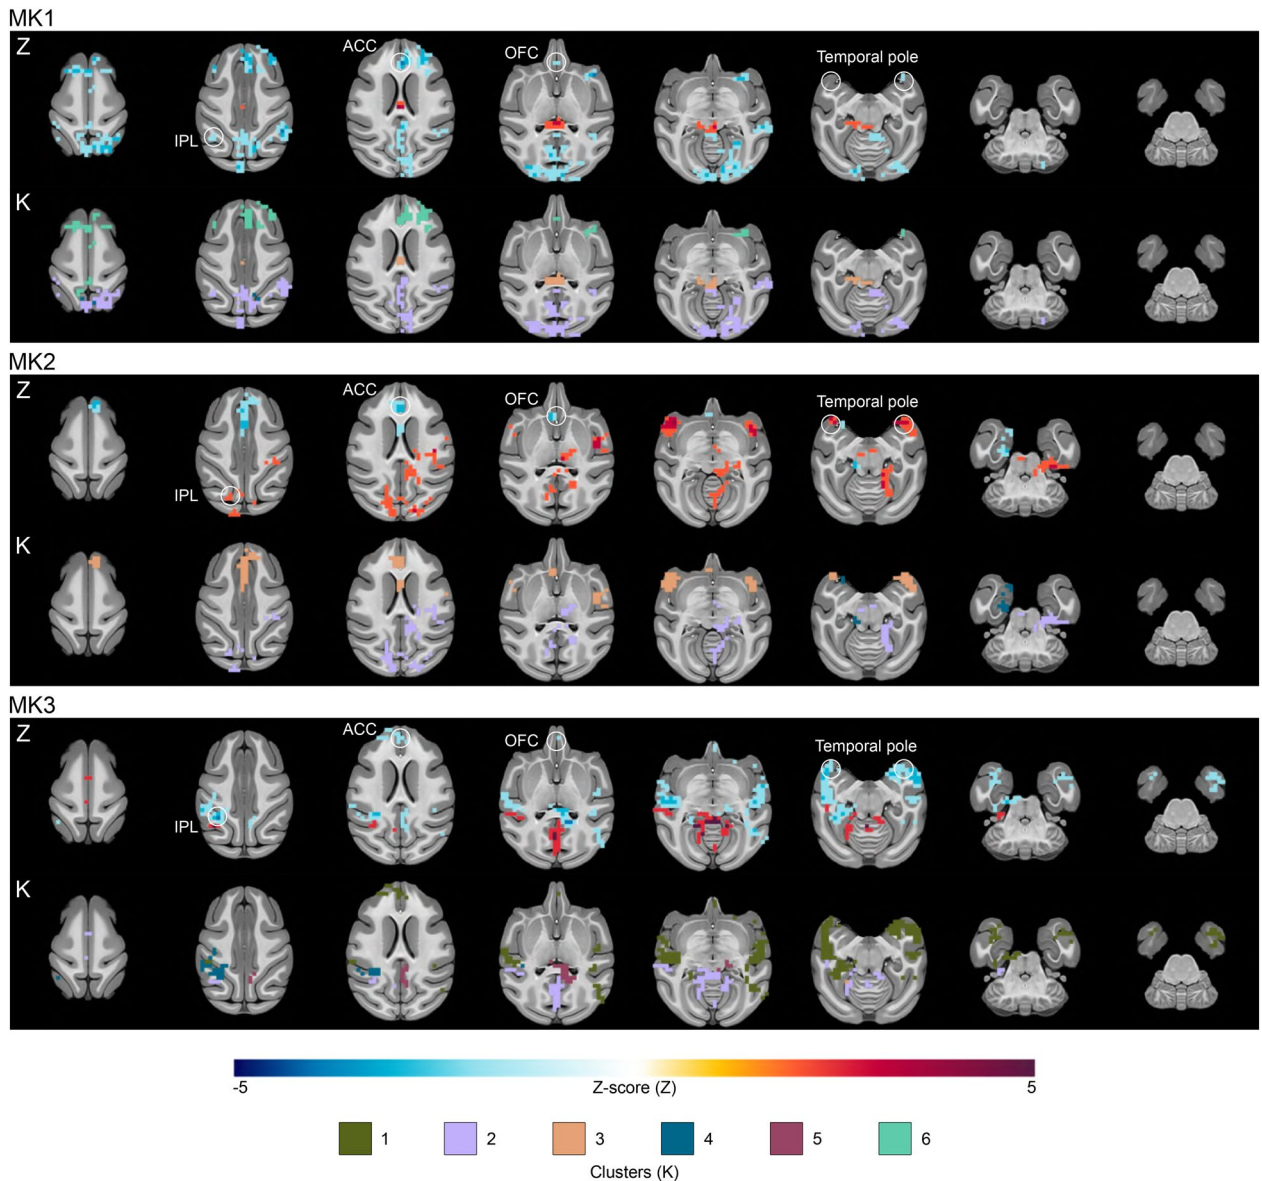 MK1
Z
ACC
OFC
Temporal pole
IPL
K
MK2
Z
ACC
OFC
Temporal pole
IPL
K
MK3
Z
ACC
OFC
Temporal pole
IPL
K
-5 Z-score (Z) 5
1 2 3 4 5 6
Clusters (K)